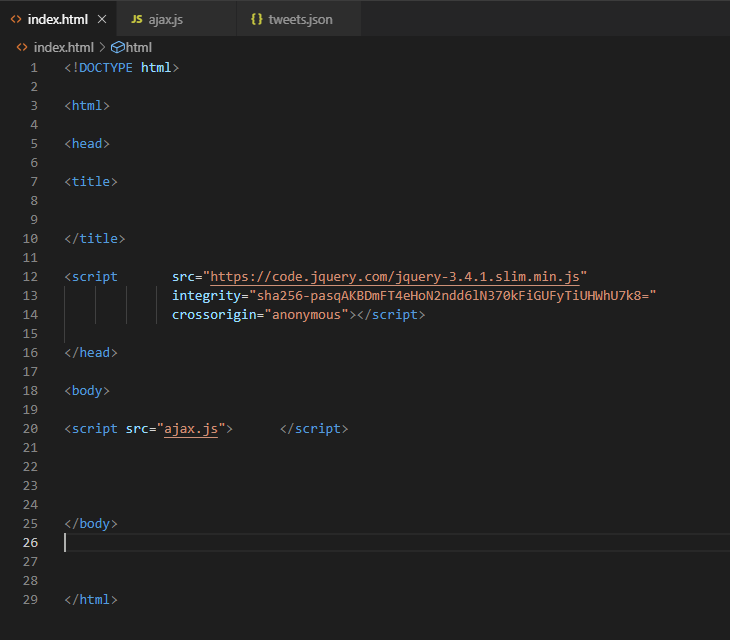 index.html
JS ajax.js
{} tweets.json
index.html > html
1 <!DOCTYPE html>
2
3 <html>
4
5 <head>
6
7 <title>
8
9
10 </title>
11
12 <script src="https://code.jquery.com/jquery-3.4.1.slim.min.js"
13 integrity="sha256-pasqAKBDmFT4eHoN2ndd6lN370kFiGUFyTiUHWhU7k8="
14 crossorigin="anonymous"></script>
15
16 </head>
17
18 <body>
19
20 <script src="ajax.js"> </script>
21
22
23
24
25 </body>
26
27
28
29 </html>